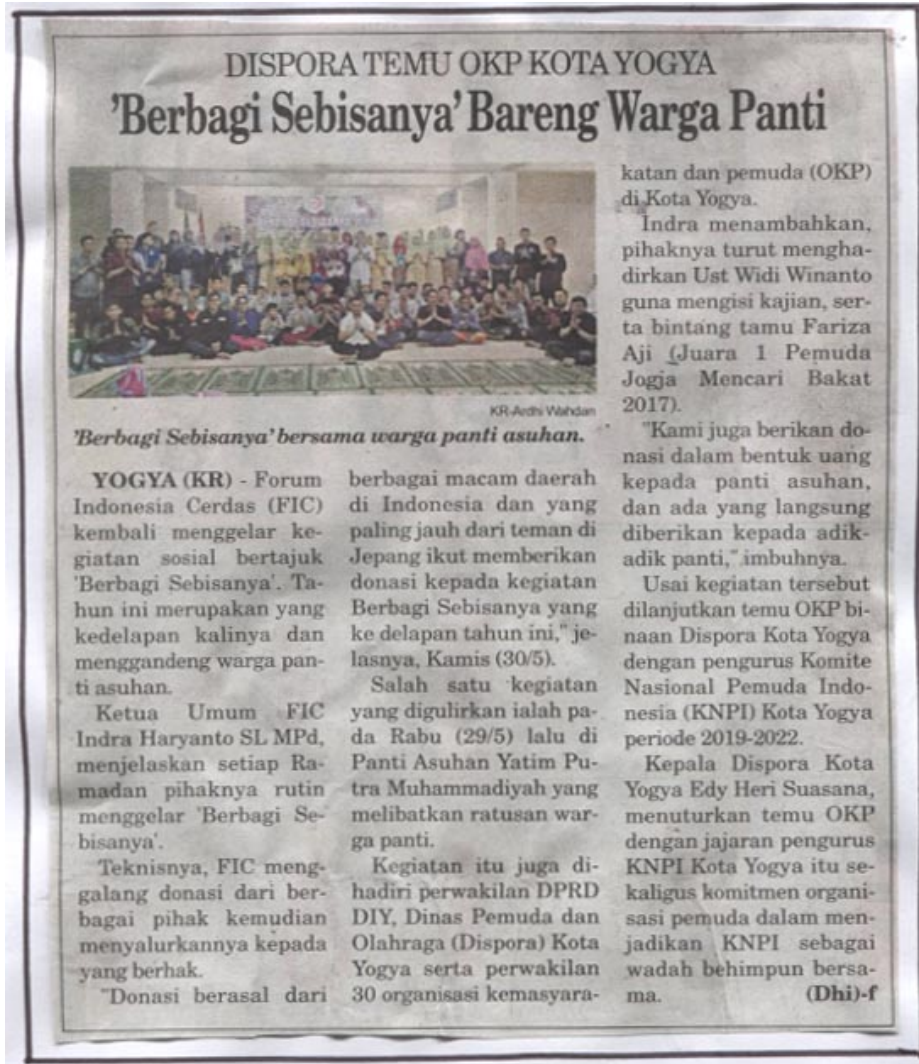 DISPORA TEMU OKP KOTA YOGYA
'Berbagi Sebisanya' Bareng Warga Panti
KR-Ardhi Wahdan
'Berbagi Sebisanya' bersama warga panti asuhan.
YOGYA (KR) - Forum
Indonesia Cerdas (FIC)
kembali menggelar ke-
giatan sosial bertajuk
'Berbagi Sebisanya'. Ta-
hun ini merupakan yang
kedelapan kalinya dan
menggandeng warga pan-
ti asuhan.
Ketua Umum FIC
Indra Haryanto SL MPd,
menjelaskan setiap Ra-
madan pihaknya rutin
menggelar 'Berbagi Se-
bisanya'.
Teknisnya, FIC meng-
galang donasi dari ber-
bagai pihak kemudian
menyalurkannya kepada
yang berhak.
"Donasi berasal dari
berbagai macam daerah
di Indonesia dan yang
paling jauh dari teman di
Jepang ikut memberikan
donasi kepada kegiatan
Berbagi Sebisanya yang
ke delapan tahun ini," je-
lasnya, Kamis (30/5).
Salah satu kegiatan
yang digulirkan ialah pa-
da Rabu (29/5) lalu di
Panti Asuhan Yatim Pu-
tra Muhammadiyah yang
melibatkan ratusan war-
ga panti.
Kegiatan itu juga di-
hadiri perwakilan DPRD
DIY, Dinas Pemuda dan
Olahraga (Dispora) Kota
Yogya serta perwakilan
30 organisasi kemasyara-
katan dan pemuda (OKP)
di Kota Yogya.
Indra menambahkan,
pihaknya turut mengha-
dirkan Ust Widi Winanto
guna mengisi kajian, ser-
ta bintang tamu Fariza
Aji (Juara 1 Pemuda
Jogja Mencari Bakat
2017).
"Kami juga berikan do-
nasi dalam bentuk uang
kepada panti asuhan,
dan ada yang langsung
diberikan kepada adik-
adik panti," imbuhnya.
Usai kegiatan tersebut
dilanjutkan temu OKP bi-
naan Dispora Kota Yogya
dengan pengurus Komite
Nasional Pemuda Indo-
nesia (KNPI) Kota Yogya
periode 2019-2022.
Kepala Dispora Kota
Yogya Edy Heri Suasana,
menuturkan temu OKP
dengan jajaran pengurus
KNPI Kota Yogya itu se-
kaligus komitmen organi-
sasi pemuda dalam men-
jadikan KNPI sebagai
wadah behimpun bersa-
ma. (Dhi)-f